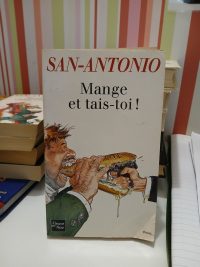 SAN-ANTONIO
Mange
et tais-toi !
Fleuve
Noir